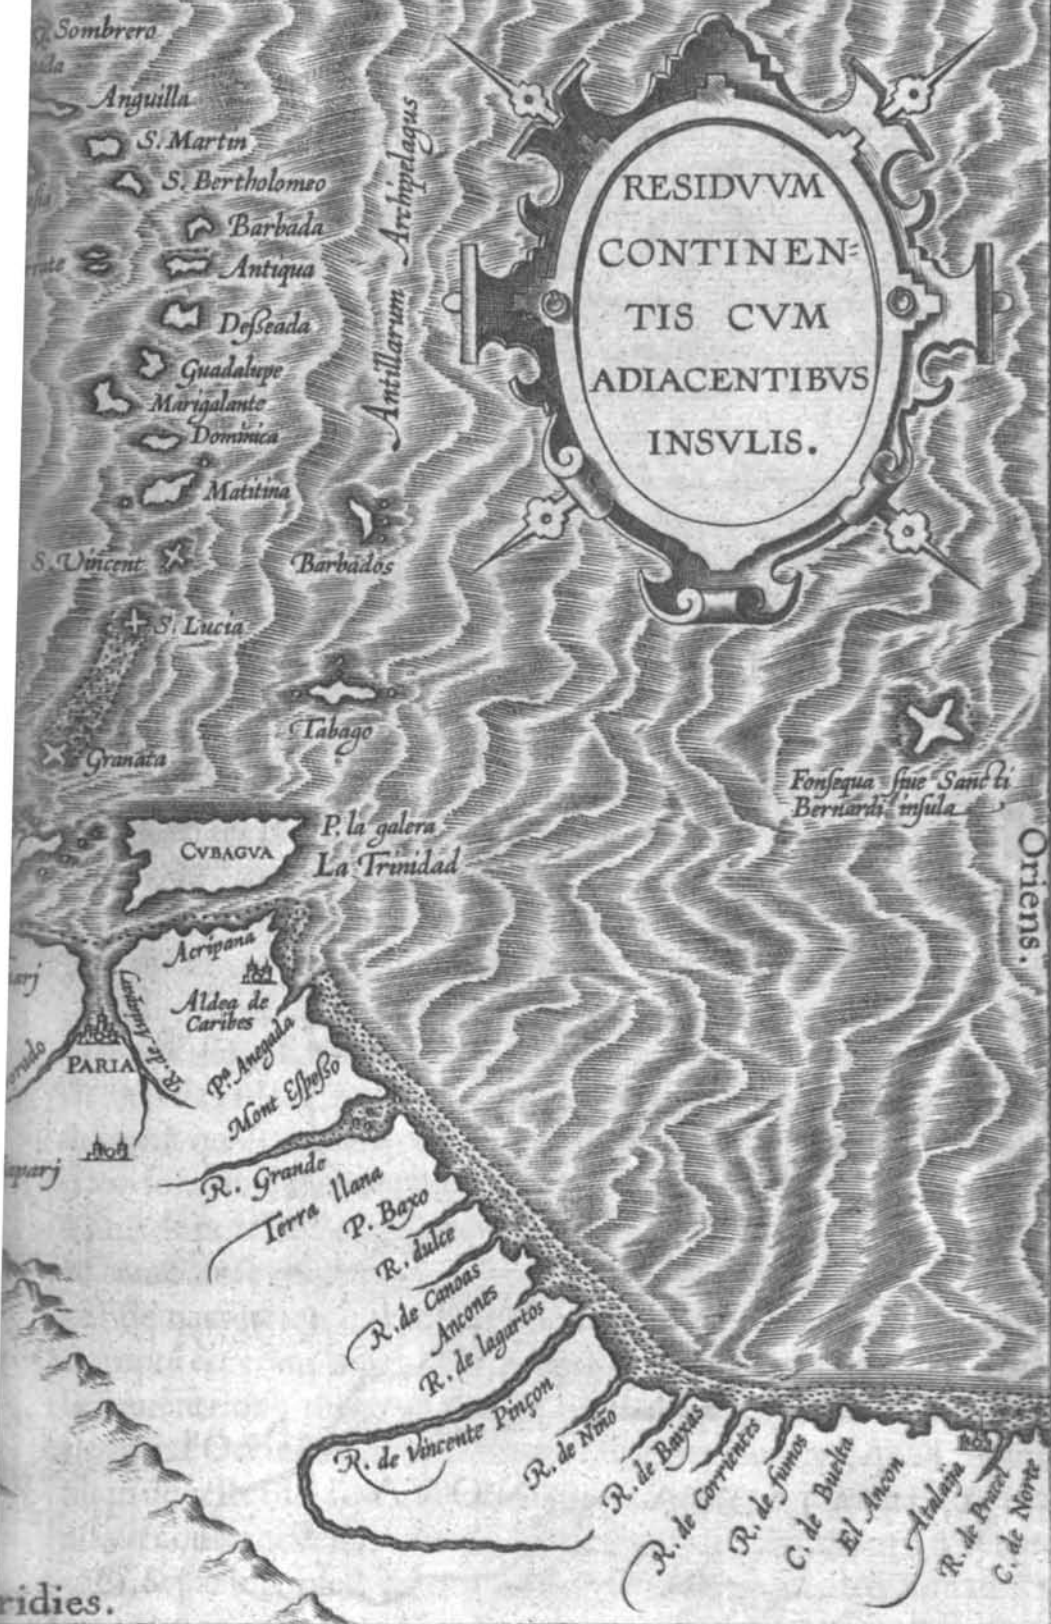 Sombrero
Anguilla
S. Martin
S. Bertholomeo
Barbada
Antiqua
Deſſeada
Guadalupe
Marigalante
Dominica
Matitina
S. Vincent
S. Lucia
Granata
Barbados
Tabago
Antillarum Archipelagus
RESIDVVM
CONTINEN⸗
TIS CVM
ADIACENTIBVS
INSVLIS.
Fonſequa ſiue Sancti
Bernardi inſula
Oriens.
CVBAGVA
P. la galera
La Trinidad
Acripana
Aldea de
Caribes
PARIA
Pª. Anegada
Mont Eſpeſſo
R. Grande
Terra llana
P. Baxo
R. dulce
R. de Canoas
Ancones
R. de lagartos
R. de Vincente Pinçon
R. de Niño
R. de Baixas
R. de Corrientes
R. de fumos
C. de Buelta
El Ancon
Atalaÿa
R. de Pracel
C. de Norte
ridies.